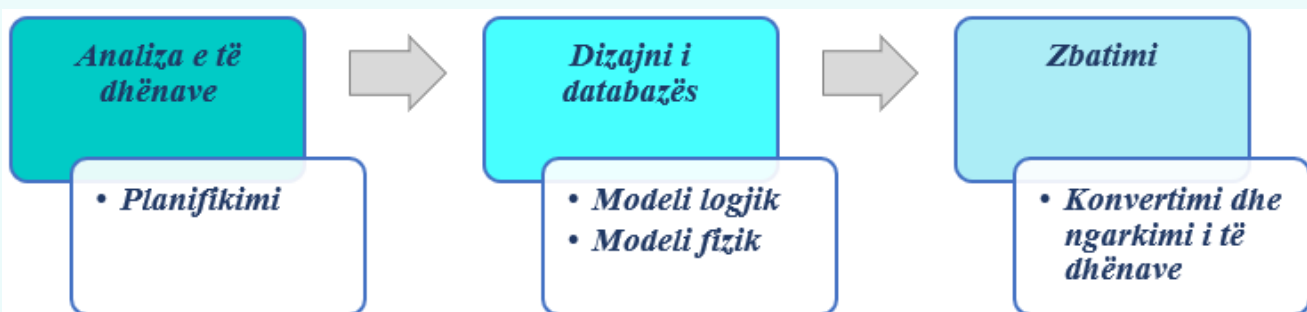 Analiza e të
dhënave
• Planifikimi
Dizajni i
databazës
• Modeli logjik
• Modeli fizik
Zbatimi
• Konvertimi dhe
ngarkimi i të
dhënave